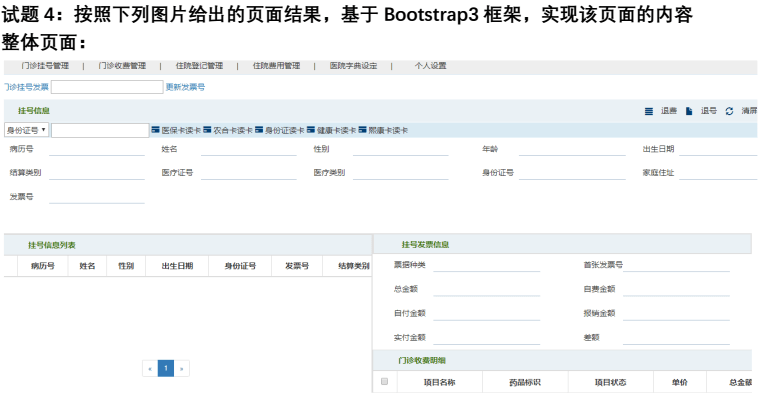 试题 4：按照下列图片给出的页面结果，基于 Bootstrap3 框架，实现该页面的内容
整体页面：
门诊挂号管理 | 门诊收费管理 | 住院登记管理 | 住院费用管理 | 医院字典设定 | 个人设置
门诊挂号发票 更新发票号
挂号信息 退费 退号 清屏
身份证号 医保卡读卡 农合卡读卡 身份证读卡 健康卡读卡 熙康卡读卡
病历号 姓名 性别 年龄 出生日期
结算类别 医疗证号 医疗类别 身份证号 家庭住址
发票号
挂号信息列表
病历号 姓名 性别 出生日期 身份证号 发票号 结算类别
« 1 »
挂号发票信息
票据种类 首张发票号
总金额 自费金额
自付金额 报销金额
实付金额 差额
门诊收费明细
项目名称 药品标识 项目状态 单价 总金额